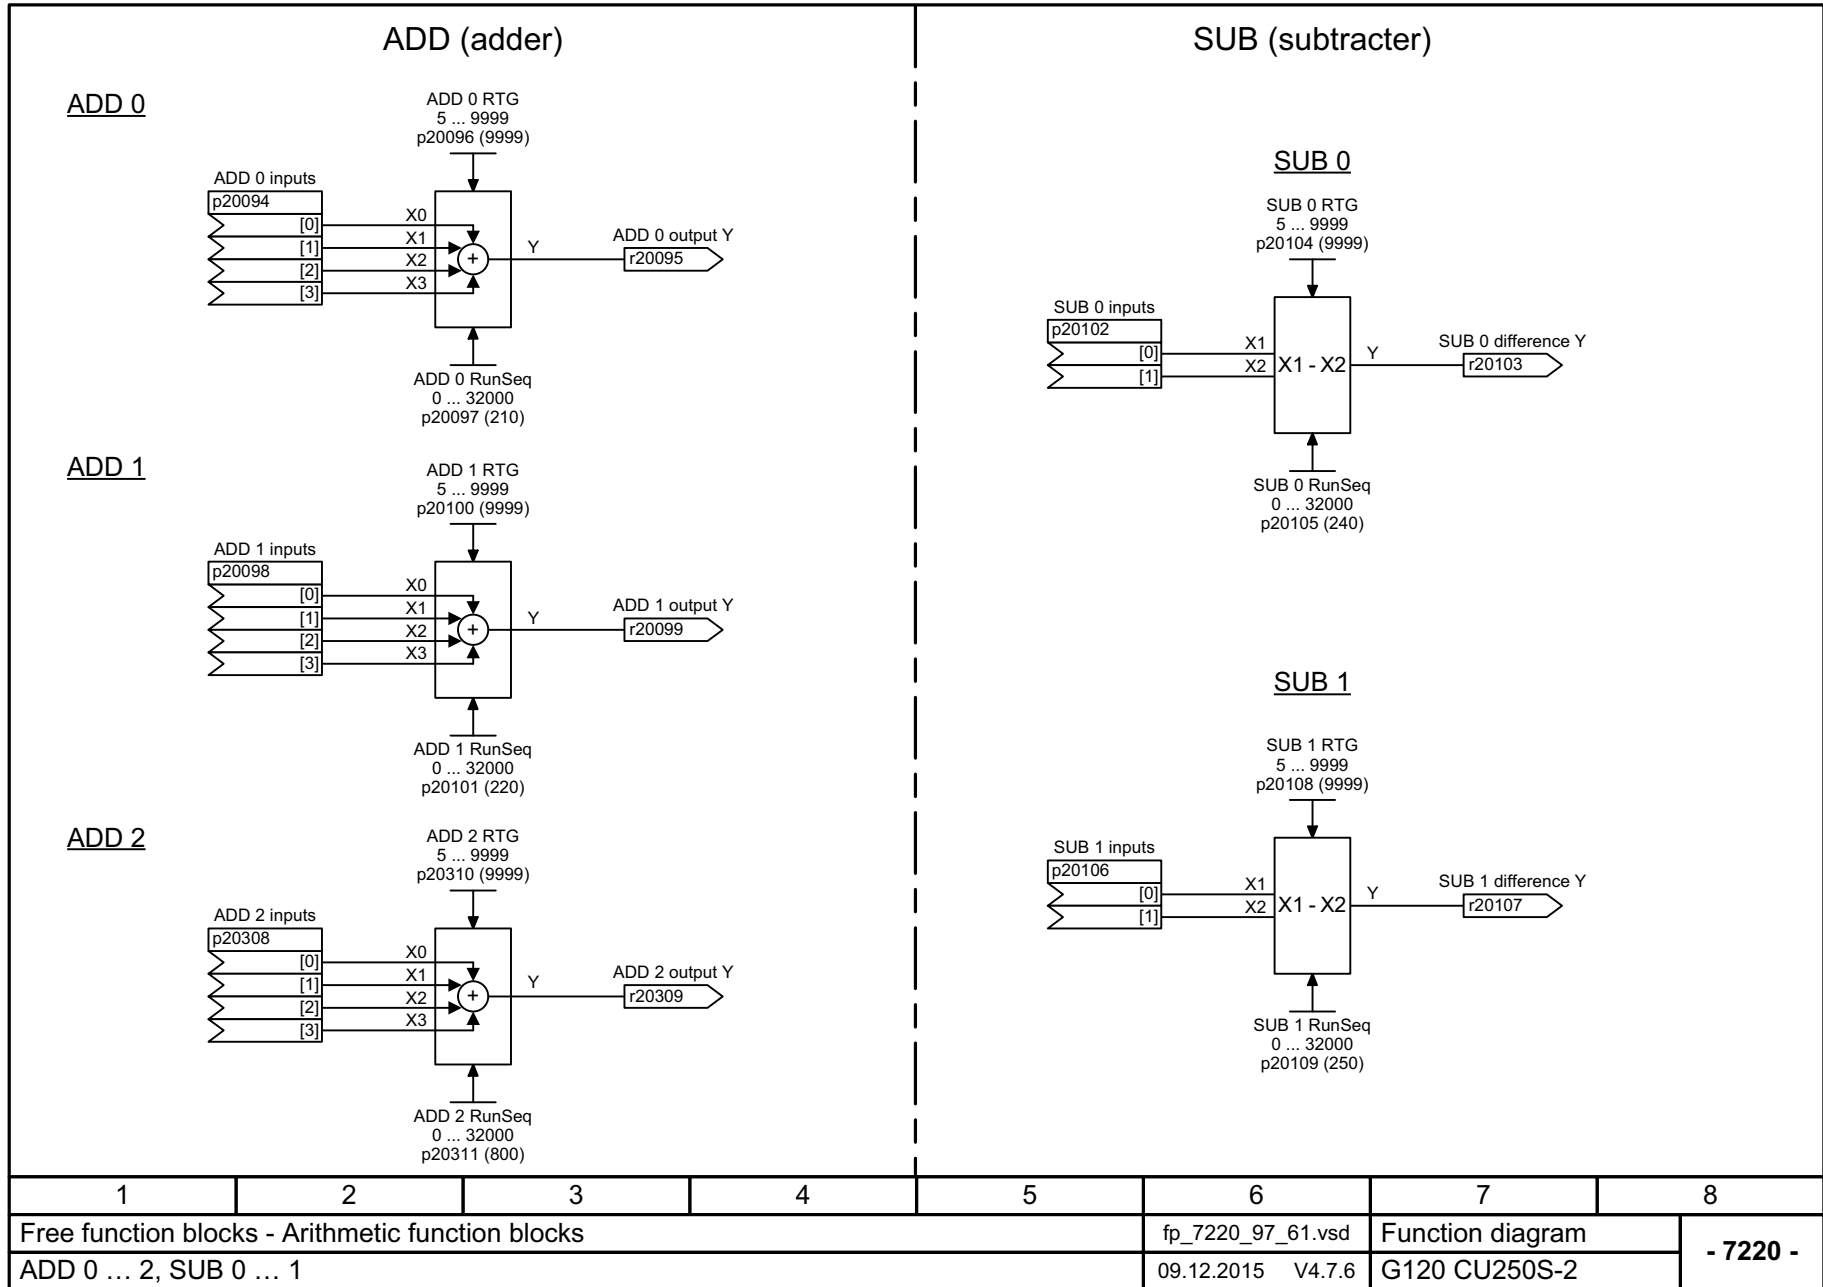 ADD (adder)
ADD 0
ADD 0 RTG
5 ... 9999
p20096 (9999)
ADD 0 inputs
p20094
[0]
[1]
[2]
[3]
X0
X1
X2
X3
+
Y
ADD 0 output Y
r20095
ADD 0 RunSeq
0 ... 32000
p20097 (210)
ADD 1
ADD 1 RTG
5 ... 9999
p20100 (9999)
ADD 1 inputs
p20098
[0]
[1]
[2]
[3]
X0
X1
X2
X3
+
Y
ADD 1 output Y
r20099
ADD 1 RunSeq
0 ... 32000
p20101 (220)
ADD 2
ADD 2 RTG
5 ... 9999
p20310 (9999)
ADD 2 inputs
p20308
[0]
[1]
[2]
[3]
X0
X1
X2
X3
+
Y
ADD 2 output Y
r20309
ADD 2 RunSeq
0 ... 32000
p20311 (800)
SUB (subtracter)
SUB 0
SUB 0 RTG
5 ... 9999
p20104 (9999)
SUB 0 inputs
p20102
[0]
[1]
X1
X2
X1 - X2
Y
SUB 0 difference Y
r20103
SUB 0 RunSeq
0 ... 32000
p20105 (240)
SUB 1
SUB 1 RTG
5 ... 9999
p20108 (9999)
SUB 1 inputs
p20106
[0]
[1]
X1
X2
X1 - X2
Y
SUB 1 difference Y
r20107
SUB 1 RunSeq
0 ... 32000
p20109 (250)
1 2 3 4 5 6 7 8
Free function blocks - Arithmetic function blocks
fp_7220_97_61.vsd
Function diagram
- 7220 -
ADD 0 … 2, SUB 0 … 1
09.12.2015 V4.7.6
G120 CU250S-2